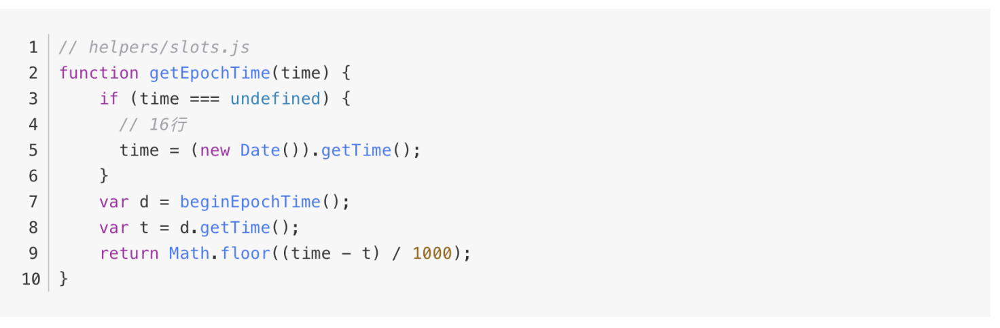 1 // helpers/slots.js
2 function getEpochTime(time) {
3     if (time === undefined) {
4       // 16行
5       time = (new Date()).getTime();
6     }
7     var d = beginEpochTime();
8     var t = d.getTime();
9     return Math.floor((time - t) / 1000);
10 }